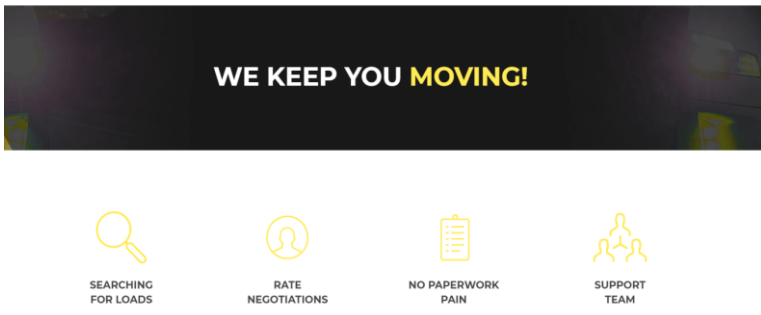 WE KEEP YOU MOVING!
SEARCHING
FOR LOADS
RATE
NEGOTIATIONS
NO PAPERWORK
PAIN
SUPPORT
TEAM